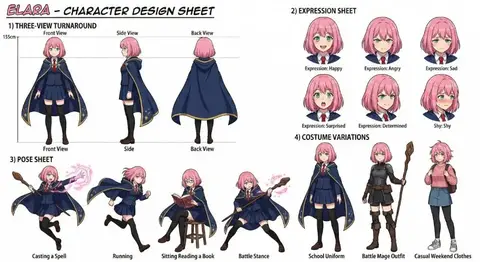 ELARA - CHARACTER DESIGN SHEET
1) THREE-VIEW TURNAROUND
155cm
Front View Side View Back View
Front View Side Back View
2) EXPRESSION SHEET
Expression: Happy Expression: Angry Expression: Sad
Expression: Surprised Expression: Determined Shy: Shy
3) POSE SHEET
Casting a Spell Running Sitting Reading a Book Battle Stance
4) COSTUME VARIATIONS
School Uniform Battle Mage Outfit Casual Weekend Clothes